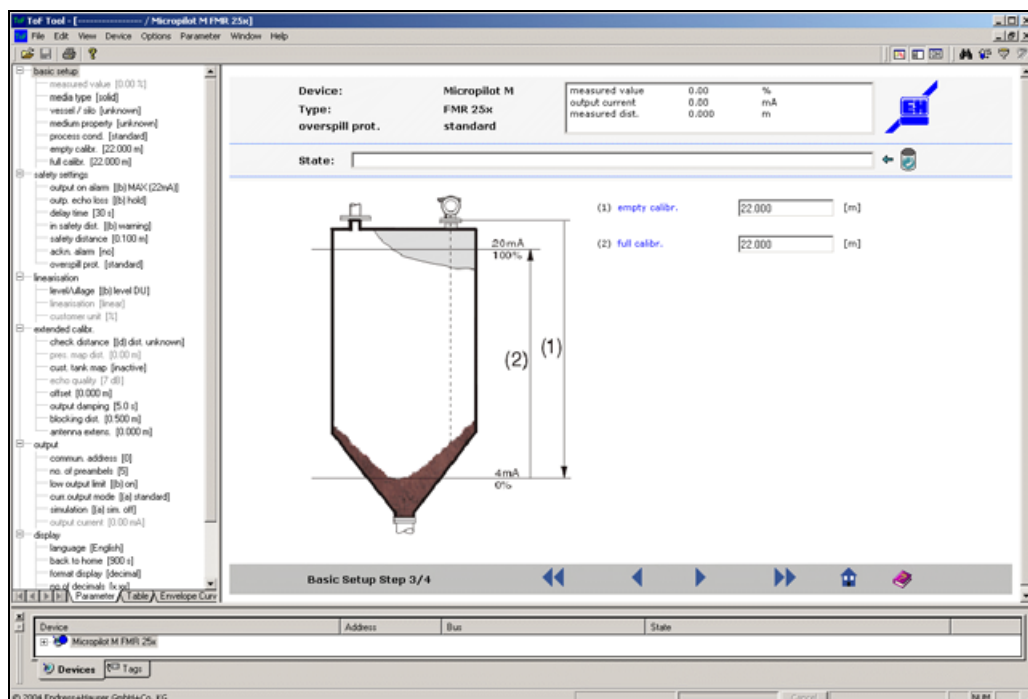 ToF Tool - [---------------- / Micropilot M FMR 25x]
File Edit View Device Options Parameter Window Help
basic setup
measured value [0.00 %]
media type [solid]
vessel / silo [unknown]
medium property [unknown]
process cond. [standard]
empty calibr. [22.000 m]
full calibr. [22.000 m]
safety settings
output on alarm [(b) MAX (22mA)]
outp. echo loss [(b) hold]
delay time [30 s]
in safety dist. [(b) warning]
safety distance [0.100 m]
ackn. alarm [no]
overspill prot. [standard]
linearisation
level/ullage [(b) level DU]
linearisation [linear]
customer unit [%]
extended calibr.
check distance [(d) dist. unknown]
pres. map dist. [0.00 m]
cust. tank map [inactive]
echo quality [7 dB]
offset [0.000 m]
output damping [5.0 s]
blocking dist. [0.500 m]
antenna extens. [0.000 m]
output
commun. address [0]
no. of preambels [5]
low output limit [(b) on]
curr.output mode [(a) standard]
simulation [(a) sim. off]
output current [0.00 mA]
display
language [English]
back to home [900 s]
format display [decimal]
no.of decimals [x.xx]
Parameter Table Envelope Curv
Device: Micropilot M
Type: FMR 25x
overspill prot. standard
measured value 0.00 %
output current 0.00 mA
measured dist. 0.000 m
EH
State:
20mA
100%
(2)
(1)
4mA
0%
(1) empty calibr. 22.000 [m]
(2) full calibr. 22.000 [m]
Basic Setup Step 3/4
Device Address Bus State
Micropilot M FMR 25x
Devices Tags
© 2004 Endress+Hauser GmbH+Co. KG
Cancel
NUM